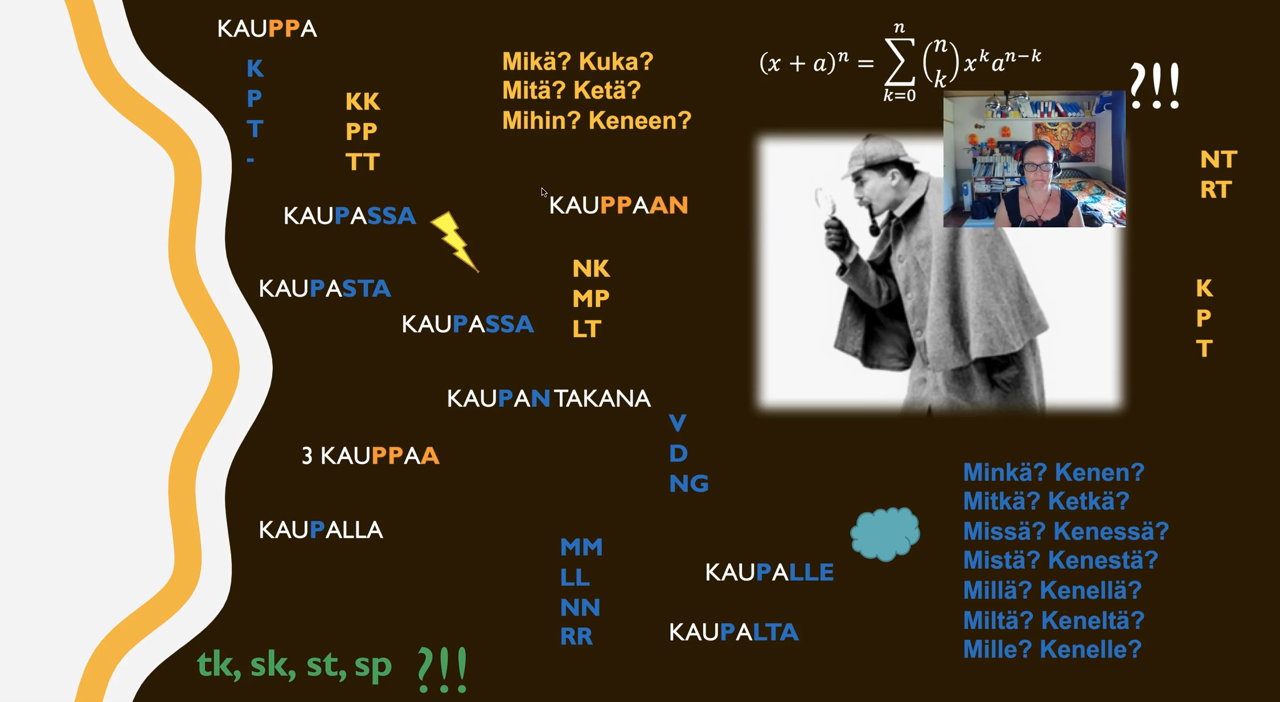 KAUPPA
K
P
T
-
KK
PP
TT
Mikä? Kuka?
Mitä? Ketä?
Mihin? Keneen?
(x + a)ⁿ = ∑ₖ₌₀ⁿ (n k) xᵏaⁿ⁻ᵏ
?!!
NT
RT
KAUPASSA
KAUPPAAN
KAUPASTA
KAUPASSA
NK
MP
LT
K
P
T
KAUPAN TAKANA
V
D
NG
3 KAUPPAA
KAUPALLA
MM
LL
NN
RR
KAUPALLE
KAUPALTA
Minkä? Kenen?
Mitkä? Ketkä?
Missä? Kenessä?
Mistä? Kenestä?
Millä? Kenellä?
Miltä? Keneltä?
Mille? Kenelle?
tk, sk, st, sp ?!!